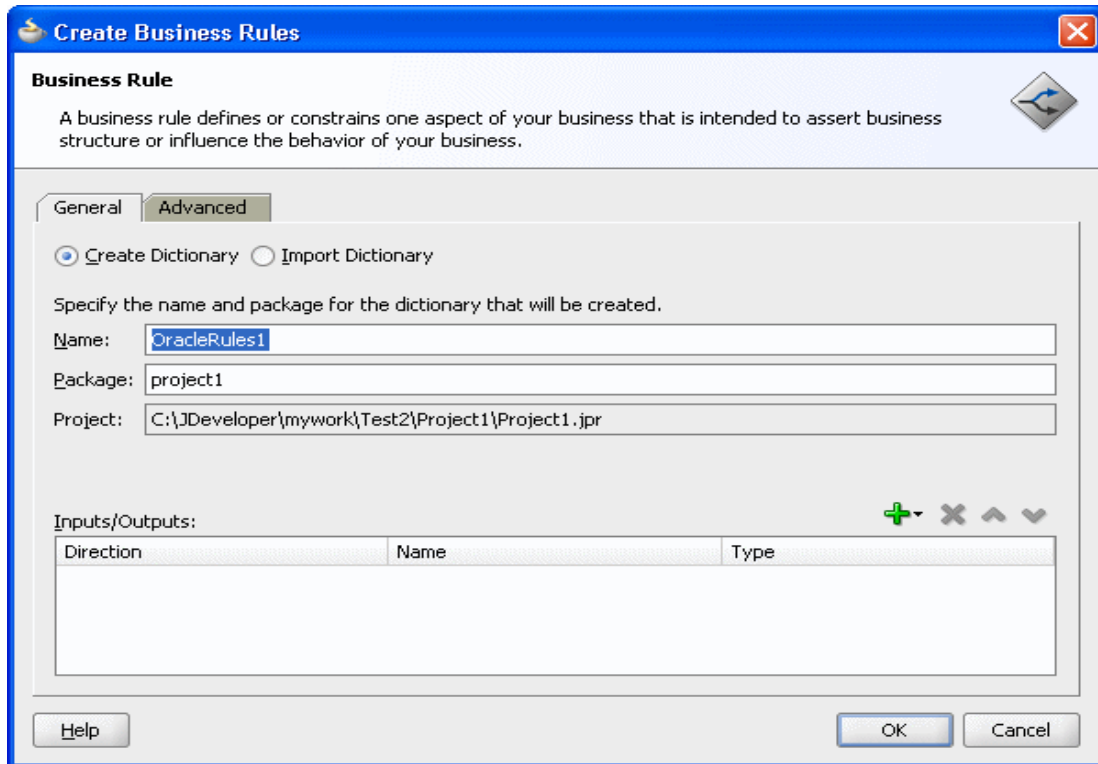 Create Business Rules
Business Rule
A business rule defines or constrains one aspect of your business that is intended to assert business
structure or influence the behavior of your business.
General Advanced
Create Dictionary Import Dictionary
Specify the name and package for the dictionary that will be created.
Name: OracleRules1
Package: project1
Project: C:\JDeveloper\mywork\Test2\Project1\Project1.jpr
Inputs/Outputs:
Direction Name Type
Help OK Cancel